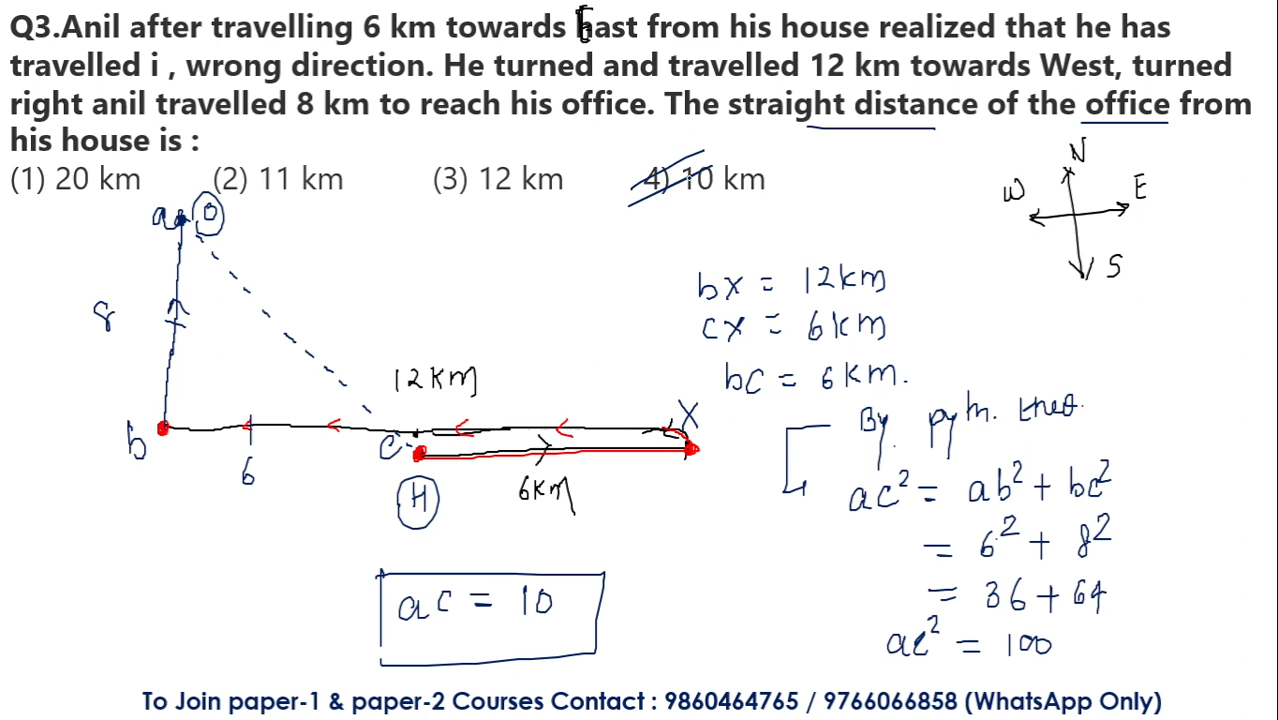 Q3.Anil after travelling 6 km towards East from his house realized that he has
travelled i , wrong direction. He turned and travelled 12 km towards West, turned
right anil travelled 8 km to reach his office. The straight distance of the office from
his house is :
(1) 20 km (2) 11 km (3) 12 km 4) 10 km
N
W E
S
a O
8
12 km
b 6 c X
H 6km
bx = 12km
cx = 6km
bc = 6km.
By pyth. theo.
ac² = ab² + bc²
= 6² + 8²
= 36 + 64
ac² = 100
ac = 10
To Join paper-1 & paper-2 Courses Contact : 9860464765 / 9766066858 (WhatsApp Only)